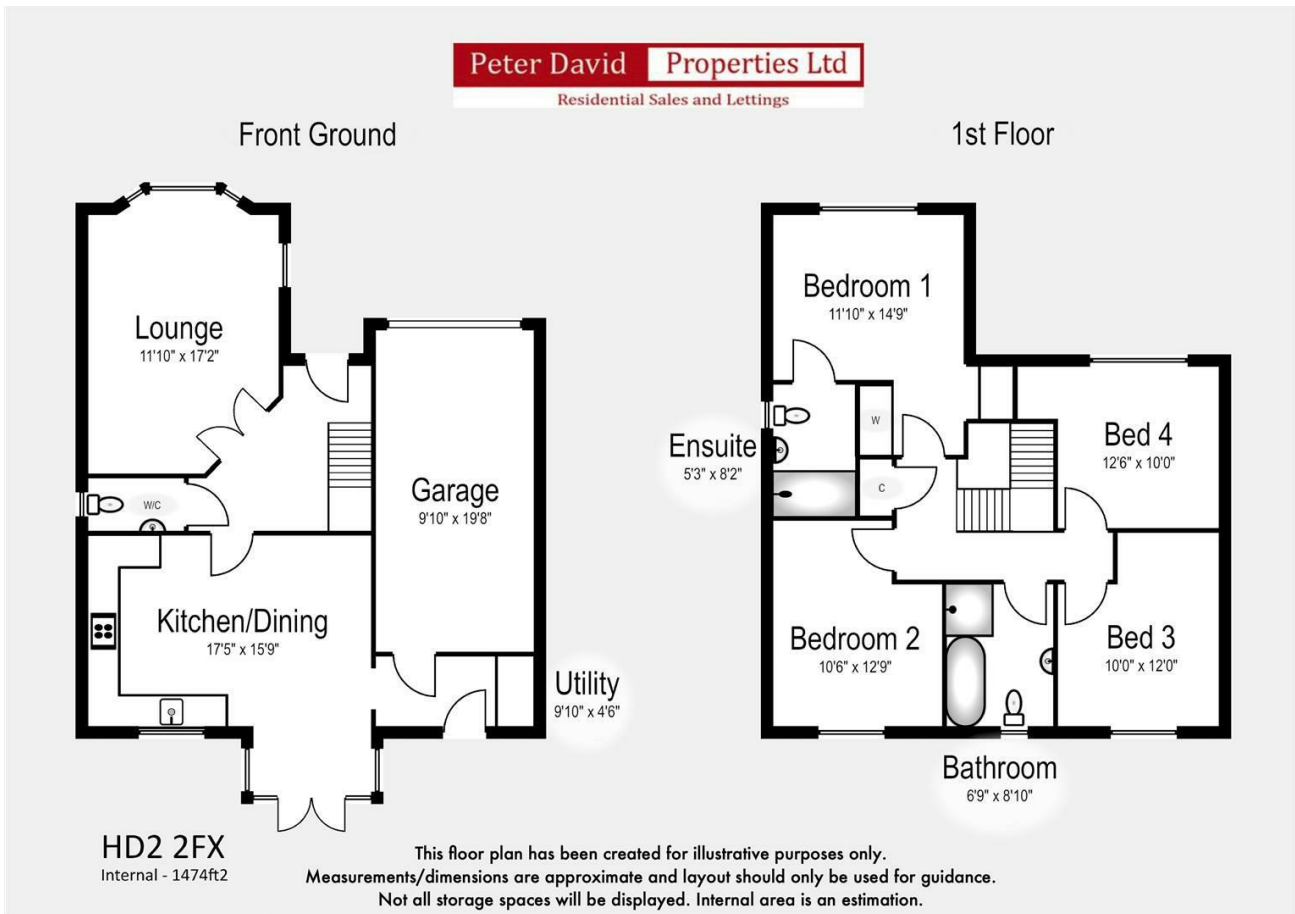 Peter David Properties Ltd
Residential Sales and Lettings
Front Ground
1st Floor
Lounge
11'10" x 17'2"
W/C
Garage
9'10" x 19'8"
Kitchen/Dining
17'5" x 15'9"
Utility
9'10" x 4'6"
Bedroom 1
11'10" x 14'9"
Ensuite
5'3" x 8'2"
W
C
Bed 4
12'6" x 10'0"
Bedroom 2
10'6" x 12'9"
Bed 3
10'0" x 12'0"
Bathroom
6'9" x 8'10"
HD2 2FX
Internal - 1474ft2
This floor plan has been created for illustrative purposes only.
Measurements/dimensions are approximate and layout should only be used for guidance.
Not all storage spaces will be displayed. Internal area is an estimation.